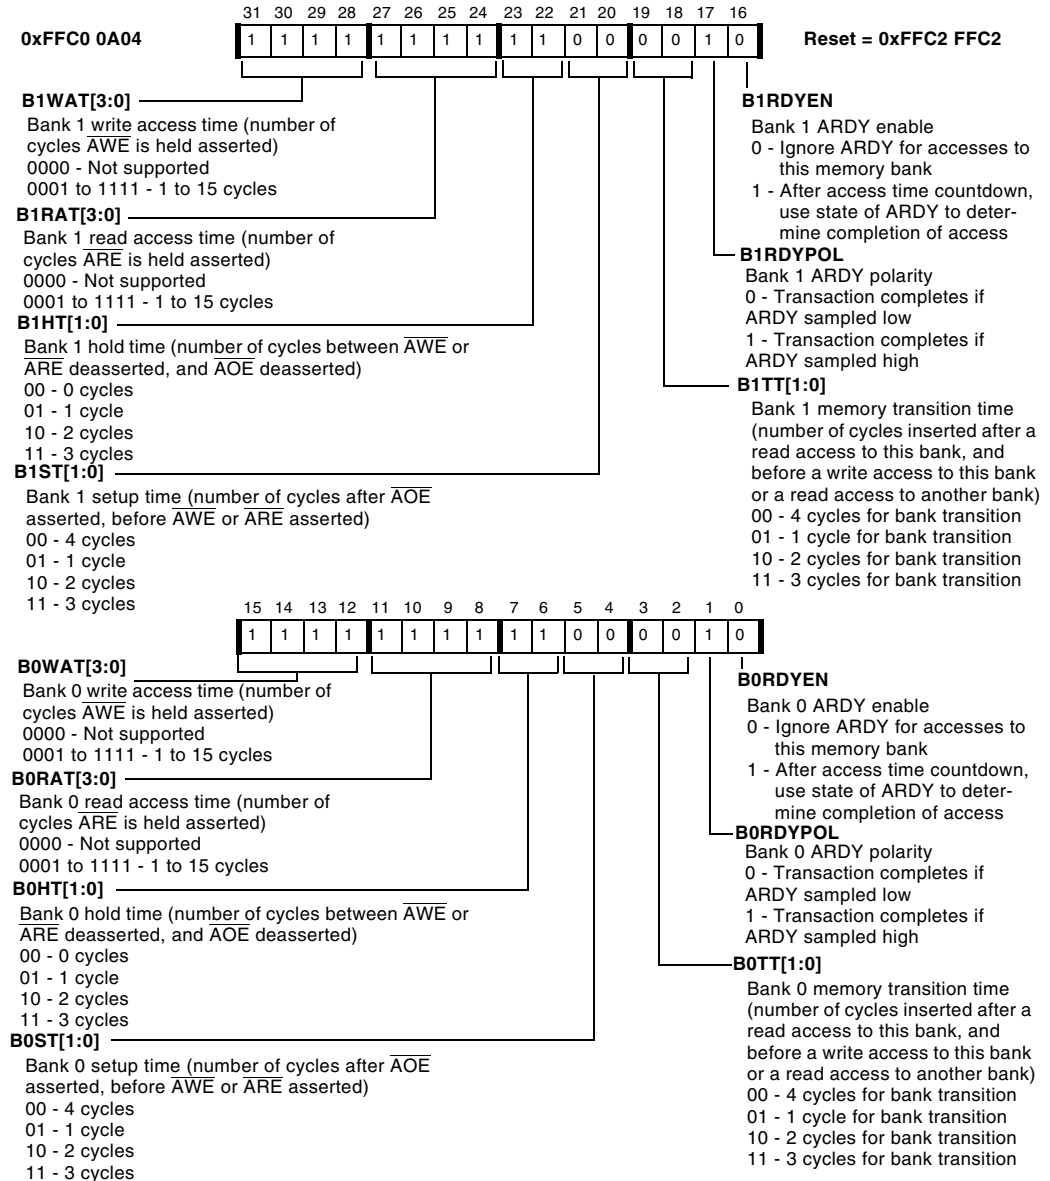 31 30 29 28 27 26 25 24 23 22 21 20 19 18 17 16
0xFFC0 0A04
1 1 1 1 1 1 1 1 1 1 0 0 0 0 1 0
Reset = 0xFFC2 FFC2
B1WAT[3:0]
Bank 1 write access time (number of
cycles AWE is held asserted)
0000 - Not supported
0001 to 1111 - 1 to 15 cycles
B1RAT[3:0]
Bank 1 read access time (number of
cycles ARE is held asserted)
0000 - Not supported
0001 to 1111 - 1 to 15 cycles
B1HT[1:0]
Bank 1 hold time (number of cycles between AWE or
ARE deasserted, and AOE deasserted)
00 - 0 cycles
01 - 1 cycle
10 - 2 cycles
11 - 3 cycles
B1ST[1:0]
Bank 1 setup time (number of cycles after AOE
asserted, before AWE or ARE asserted)
00 - 4 cycles
01 - 1 cycle
10 - 2 cycles
11 - 3 cycles
B1RDYEN
Bank 1 ARDY enable
0 - Ignore ARDY for accesses to
this memory bank
1 - After access time countdown,
use state of ARDY to deter-
mine completion of access
B1RDYPOL
Bank 1 ARDY polarity
0 - Transaction completes if
ARDY sampled low
1 - Transaction completes if
ARDY sampled high
B1TT[1:0]
Bank 1 memory transition time
(number of cycles inserted after a
read access to this bank, and
before a write access to this bank
or a read access to another bank)
00 - 4 cycles for bank transition
01 - 1 cycle for bank transition
10 - 2 cycles for bank transition
11 - 3 cycles for bank transition
15 14 13 12 11 10 9 8 7 6 5 4 3 2 1 0
1 1 1 1 1 1 1 1 1 1 0 0 0 0 1 0
B0WAT[3:0]
Bank 0 write access time (number of
cycles AWE is held asserted)
0000 - Not supported
0001 to 1111 - 1 to 15 cycles
B0RAT[3:0]
Bank 0 read access time (number of
cycles ARE is held asserted)
0000 - Not supported
0001 to 1111 - 1 to 15 cycles
B0HT[1:0]
Bank 0 hold time (number of cycles between AWE or
ARE deasserted, and AOE deasserted)
00 - 0 cycles
01 - 1 cycle
10 - 2 cycles
11 - 3 cycles
B0ST[1:0]
Bank 0 setup time (number of cycles after AOE
asserted, before AWE or ARE asserted)
00 - 4 cycles
01 - 1 cycle
10 - 2 cycles
11 - 3 cycles
B0RDYEN
Bank 0 ARDY enable
0 - Ignore ARDY for accesses to
this memory bank
1 - After access time countdown,
use state of ARDY to deter-
mine completion of access
B0RDYPOL
Bank 0 ARDY polarity
0 - Transaction completes if
ARDY sampled low
1 - Transaction completes if
ARDY sampled high
B0TT[1:0]
Bank 0 memory transition time
(number of cycles inserted after a
read access to this bank, and
before a write access to this bank
or a read access to another bank)
00 - 4 cycles for bank transition
01 - 1 cycle for bank transition
10 - 2 cycles for bank transition
11 - 3 cycles for bank transition